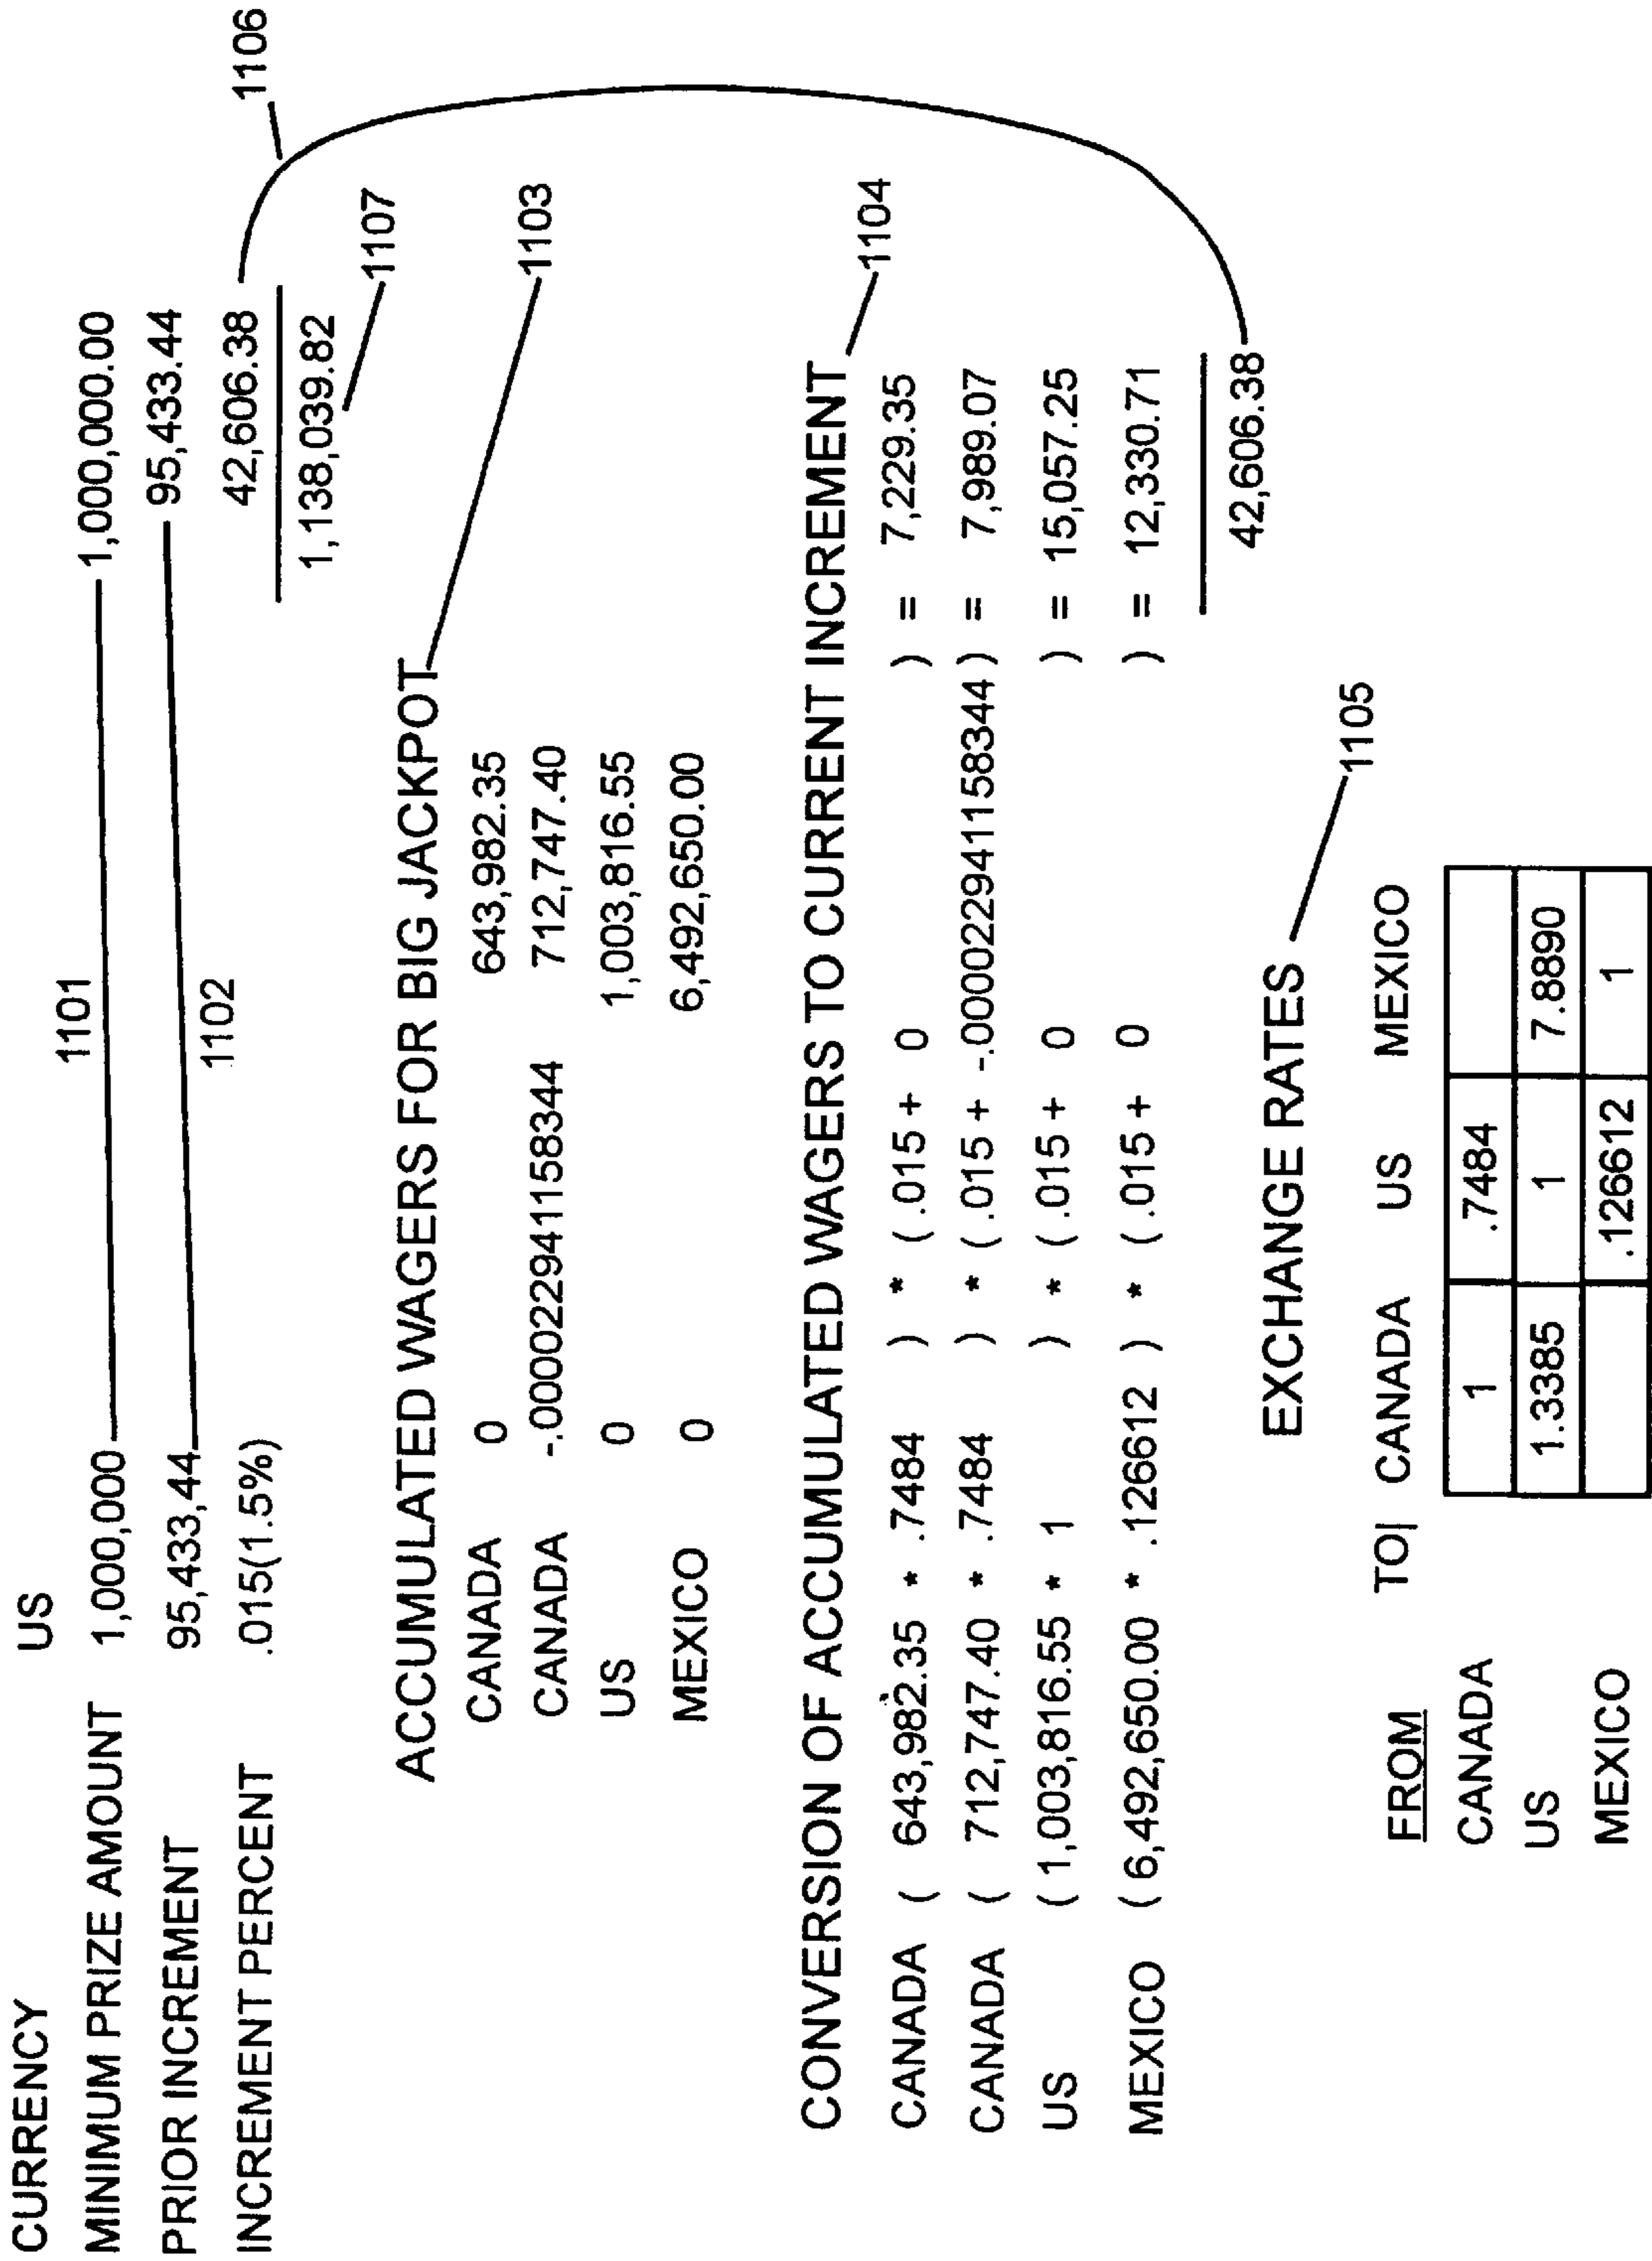 CURRENCY US
1101
MINIMUM PRIZE AMOUNT 1,000,000 1,000,000.00
PRIOR INCREMENT 95,433,44 95,433.44
1102
INCREMENT PERCENT .015(1.5%) 42,606.38
1106
1,138,039.82
1107
ACCUMULATED WAGERS FOR BIG JACKPOT
1103
CANADA 0 643,982.35
CANADA -.000022941158344 712,747.40
US 0 1,003,816.55
MEXICO 0 6,492,650.00
CONVERSION OF ACCUMULATED WAGERS TO CURRENT INCREMENT
1104
CANADA ( 643,982.35 * .7484 ) * ( .015 + 0 ) = 7,229.35
CANADA ( 712,747.40 * .7484 ) * ( .015 + -.0000229411158344 ) = 7,989.07
US ( 1,003,816.55 * 1 ) * ( .015 + 0 ) = 15,057.25
MEXICO ( 6,492,650.00 * .126612 ) * ( .015 + 0 ) = 12,330.71
42,606.38
EXCHANGE RATES
1105
FROM TO| CANADA US MEXICO
CANADA 1 .7484
US 1.3385 1 7.8890
MEXICO .126612 1